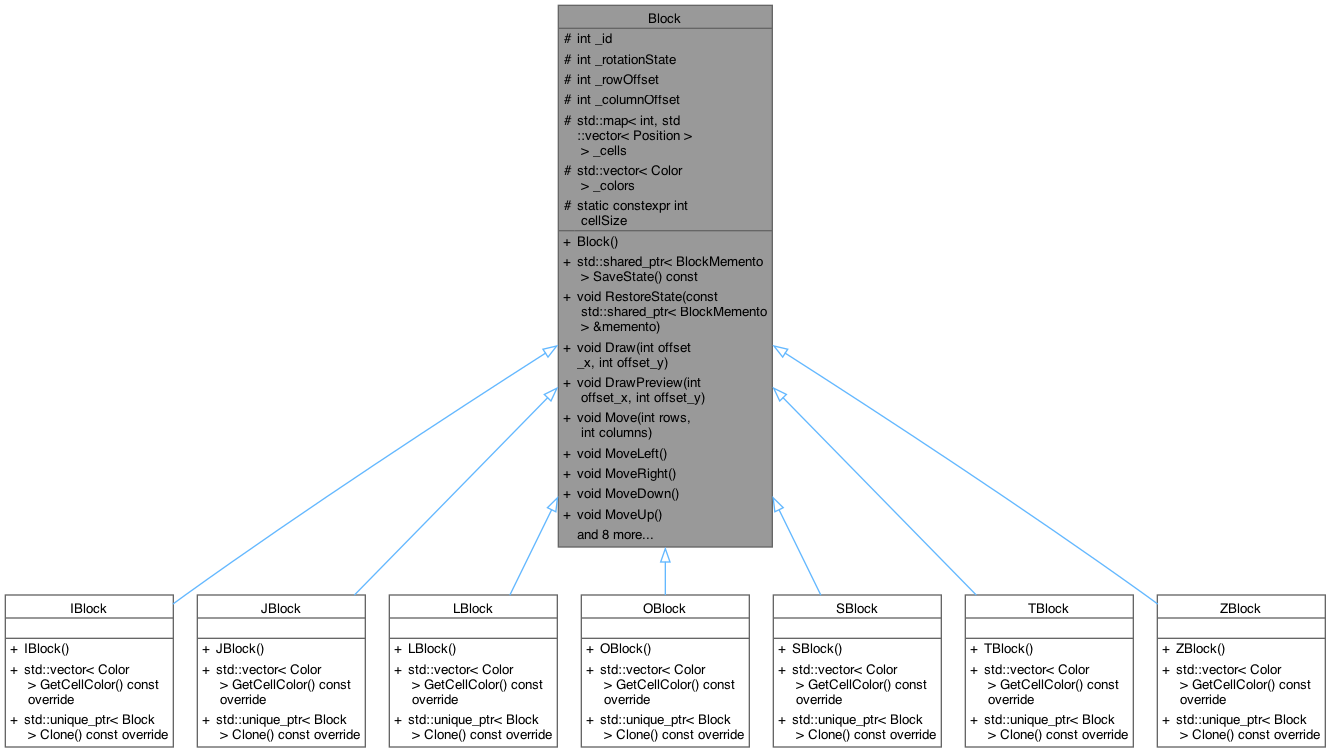 Block
# int _id
# int _rotationState
# int _rowOffset
# int _columnOffset
# std::map< int, std
::vector< Position >
> _cells
# std::vector< Color
> _colors
# static constexpr int
cellSize
+ Block()
+ std::shared_ptr< BlockMemento
> SaveState() const
+ void RestoreState(const
std::shared_ptr< BlockMemento
> &memento)
+ void Draw(int offset
_x, int offset_y)
+ void DrawPreview(int
offset_x, int offset_y)
+ void Move(int rows,
int columns)
+ void MoveLeft()
+ void MoveRight()
+ void MoveDown()
+ void MoveUp()
and 8 more...
IBlock
+ IBlock()
+ std::vector< Color
> GetCellColor() const
override
+ std::unique_ptr< Block
> Clone() const override
JBlock
+ JBlock()
+ std::vector< Color
> GetCellColor() const
override
+ std::unique_ptr< Block
> Clone() const override
LBlock
+ LBlock()
+ std::vector< Color
> GetCellColor() const
override
+ std::unique_ptr< Block
> Clone() const override
OBlock
+ OBlock()
+ std::vector< Color
> GetCellColor() const
override
+ std::unique_ptr< Block
> Clone() const override
SBlock
+ SBlock()
+ std::vector< Color
> GetCellColor() const
override
+ std::unique_ptr< Block
> Clone() const override
TBlock
+ TBlock()
+ std::vector< Color
> GetCellColor() const
override
+ std::unique_ptr< Block
> Clone() const override
ZBlock
+ ZBlock()
+ std::vector< Color
> GetCellColor() const
override
+ std::unique_ptr< Block
> Clone() const override